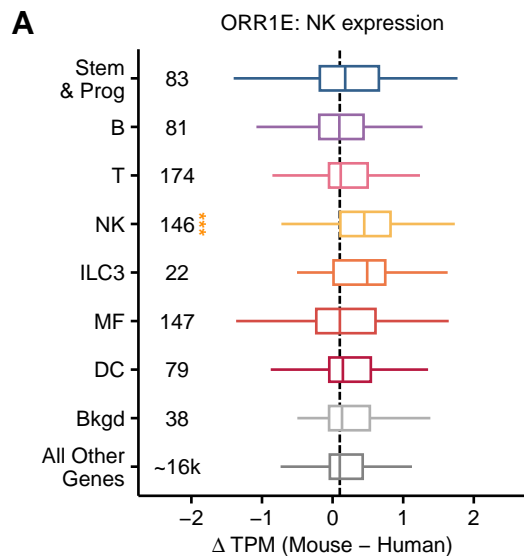 A
ORR1E: NK expression
Stem
& Prog
83
B
81
T
174
NK
146
***
ILC3
22
MF
147
DC
79
Bkgd
38
All Other
Genes
~16k
−2
−1
0
1
2
Δ TPM (Mouse − Human)